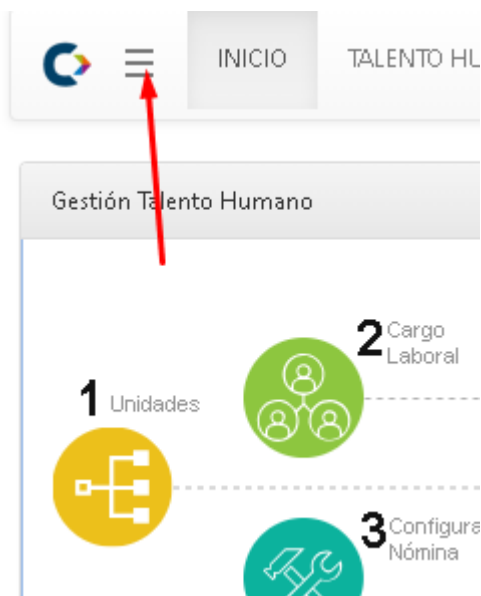 INICIO
TALENTO HU
Gestión Talento Humano
2 Cargo
Laboral
1 Unidades
3 Configura
Nómina